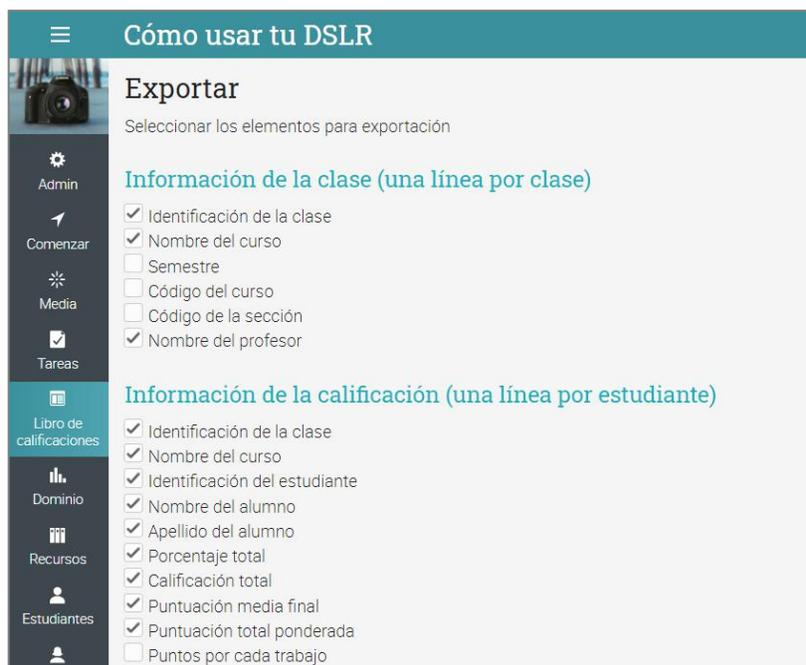 Cómo usar tu DSLR
Exportar
Seleccionar los elementos para exportación
Información de la clase (una línea por clase)
Identificación de la clase
Nombre del curso
Semestre
Código del curso
Código de la sección
Nombre del profesor
Información de la calificación (una línea por estudiante)
Identificación de la clase
Nombre del curso
Identificación del estudiante
Nombre del alumno
Apellido del alumno
Porcentaje total
Calificación total
Puntuación media final
Puntuación total ponderada
Puntos por cada trabajo
Admin
Comenzar
Media
Tareas
Libro de
calificaciones
Dominio
Recursos
Estudiantes